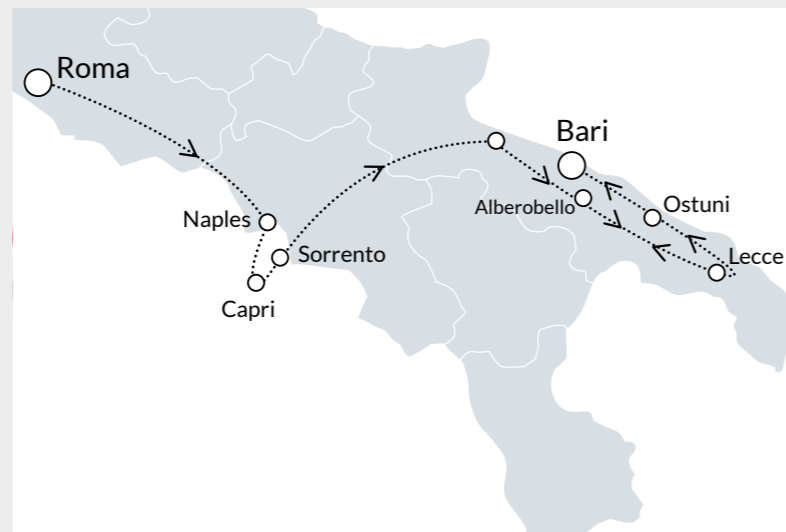 Roma
Bari
Naples
Alberobello
Ostuni
Sorrento
Lecce
Capri